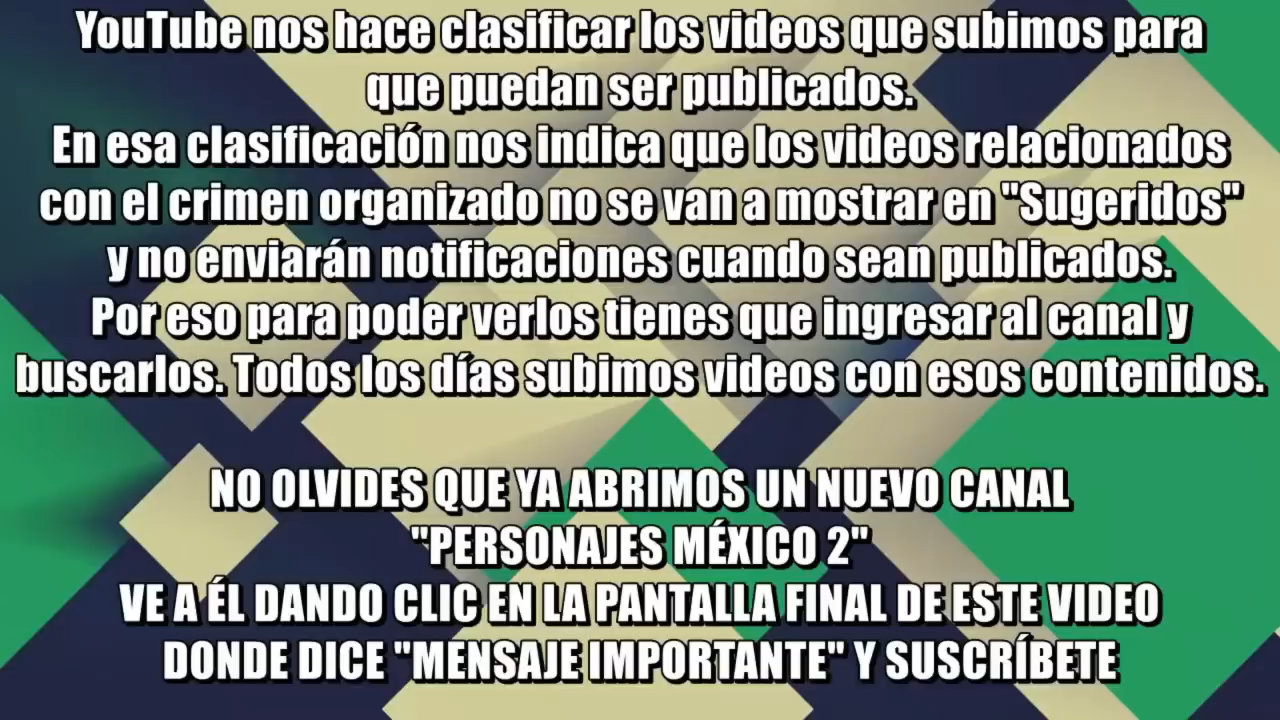 YouTube nos hace clasificar los videos que subimos para
que puedan ser publicados.
En esa clasificación nos indica que los videos relacionados
con el crimen organizado no se van a mostrar en "Sugeridos"
y no enviarán notificaciones cuando sean publicados.
Por eso para poder verlos tienes que ingresar al canal y
buscarlos. Todos los días subimos videos con esos contenidos.
NO OLVIDES QUE YA ABRIMOS UN NUEVO CANAL
"PERSONAJES MÉXICO 2"
VE A ÉL DANDO CLIC EN LA PANTALLA FINAL DE ESTE VIDEO
DONDE DICE "MENSAJE IMPORTANTE" Y SUSCRÍBETE